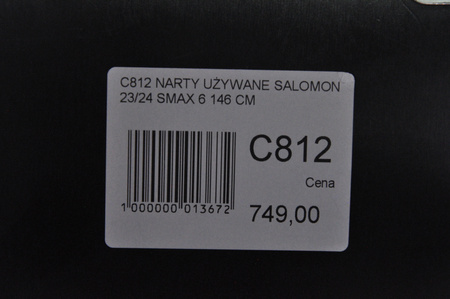 C812 NARTY UŻYWANE SALOMON
23/24 SMAX 6 146 CM
C812
Cena
1 000000 013672
749,00